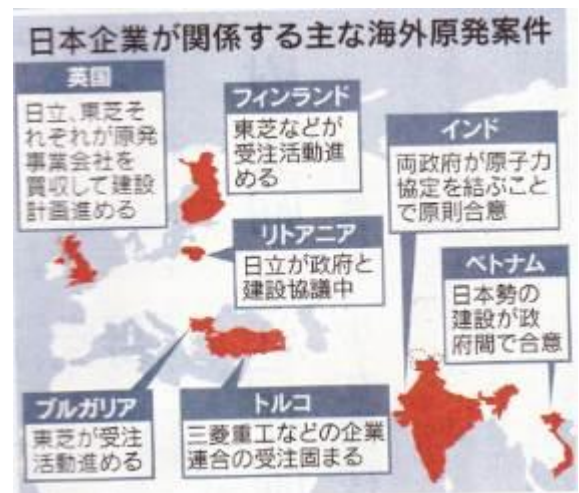 日本企業が関係する主な海外原発案件
英国
日立、東芝そ
れぞれが原発
事業会社を
買収して建設
計画進める
フィンランド
東芝などが
受注活動進
める
インド
両政府が原子力
協定を結ぶこと
で原則合意
リトアニア
日立が政府と
建設協議中
ベトナム
日本勢の
建設が政
府間で合意
ブルガリア
東芝が受注
活動進める
トルコ
三菱重工などの企業
連合の受注固まる